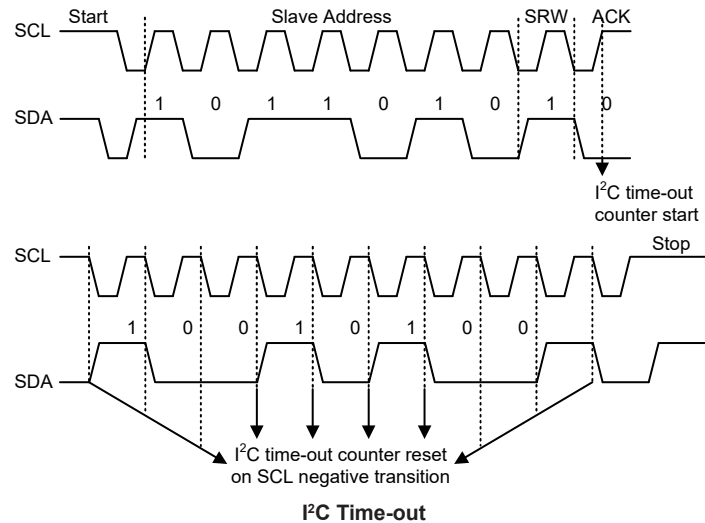 Start Slave Address SRW ACK
SCL
1 0 1 1 0 1 0 1 0
SDA
I²C time-out
counter start
Stop
SCL
1 0 0 1 0 1 0 0
SDA
I²C time-out counter reset
on SCL negative transition
I²C Time-out